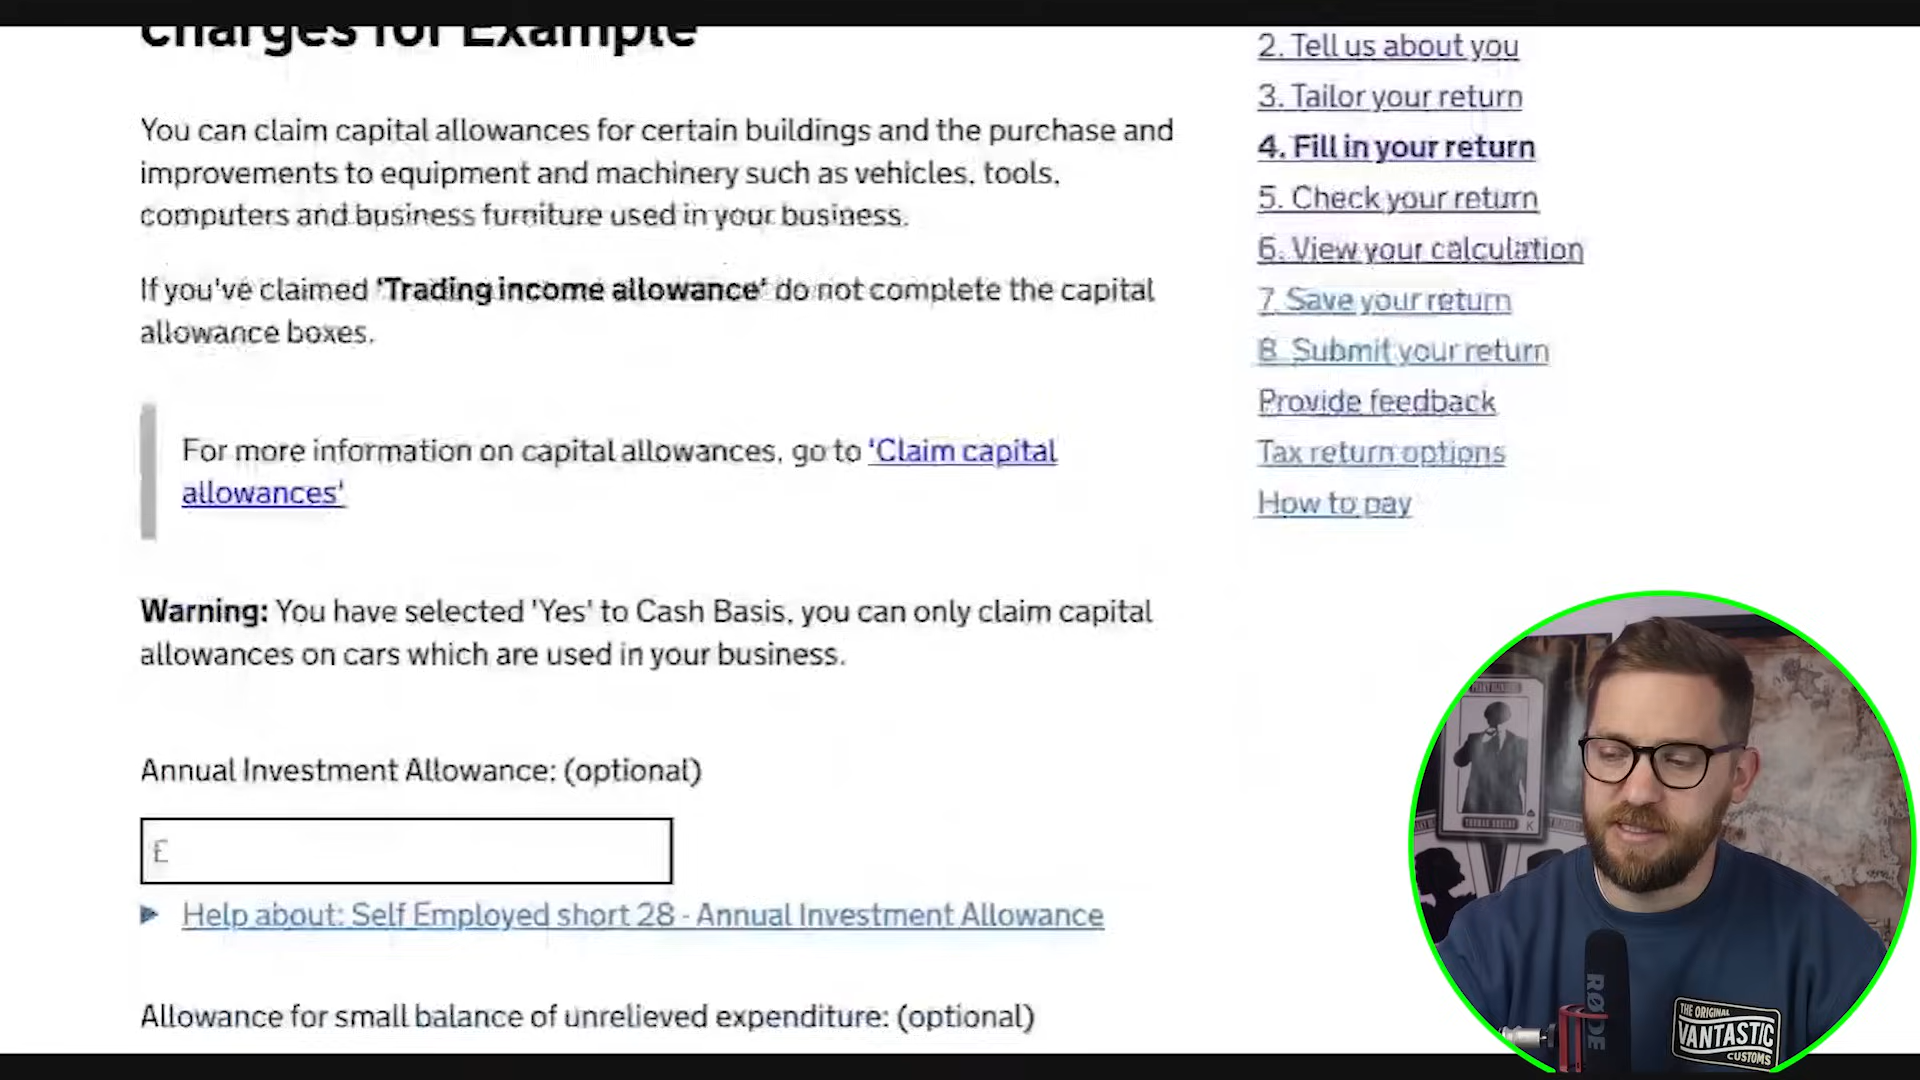 charges for Example
You can claim capital allowances for certain buildings and the purchase and
improvements to equipment and machinery such as vehicles, tools,
computers and business furniture used in your business.
If you've claimed 'Trading income allowance' do not complete the capital
allowance boxes.
For more information on capital allowances, go to 'Claim capital
allowances'
Warning: You have selected 'Yes' to Cash Basis, you can only claim capital
allowances on cars which are used in your business.
Annual Investment Allowance: (optional)
£
Help about: Self Employed short 28 - Annual Investment Allowance
Allowance for small balance of unrelieved expenditure: (optional)
2. Tell us about you
3. Tailor your return
4. Fill in your return
5. Check your return
6. View your calculation
7. Save your return
8. Submit your return
Provide feedback
Tax return options
How to pay
THOMAS SHELBY
K
RØDE
THE ORIGINAL
VANTASTIC
CUSTOMS